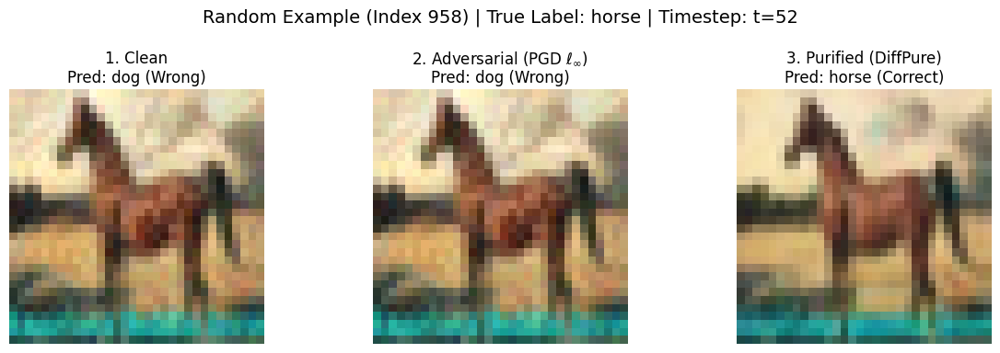 Random Example (Index 958) | True Label: horse | Timestep: t=52
1. Clean
Pred: dog (Wrong)
2. Adversarial (PGD ℓ∞)
Pred: dog (Wrong)
3. Purified (DiffPure)
Pred: horse (Correct)